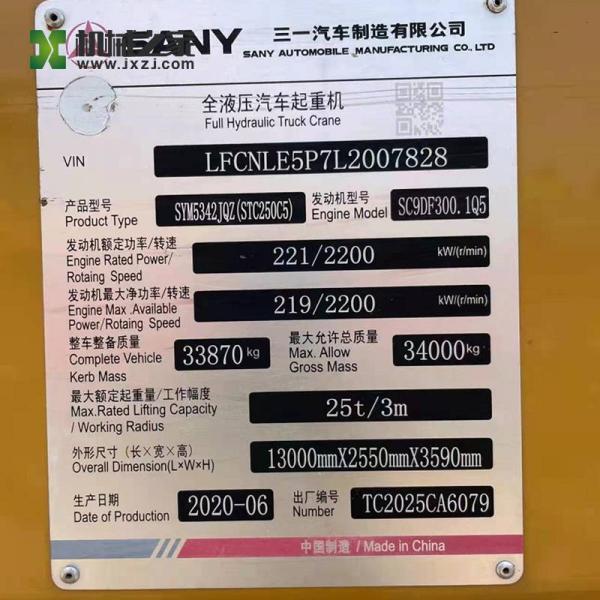 机械之家 SANY
www.jxzj.com
三一汽车制造有限公司
SANY AUTOMOBILE MANUFACTURING CO., LTD
全液压汽车起重机
Full Hydraulic Truck Crane
VIN LFCNLE5P7L2007828
产品型号 SYM5342JQZ(STC250C5) 发动机型号 SC9DF300.1Q5
Product Type Engine Model
发动机额定功率/转速
Engine Rated Power/ 221/2200 kW/(r/min)
Rotaing Speed
发动机最大净功率/转速
Engine Max .Available 219/2200 kW/(r/min)
Power/Rotaing Speed
整车整备质量 最大允许总质量
Complete Vehicle 33870 kg Max. Allow 34000 kg
Kerb Mass Gross Mass
最大额定起重量/工作幅度
Max.Rated Lifting Capacity 25t/3m
/ Working Radius
外形尺寸（长×宽×高）
Overall Dimension(L×W×H) 13000mmX2550mmX3590mm
生产日期 2020-06 出厂编号 TC2025CA6079
Date of Production Number
中国制造 / Made in China